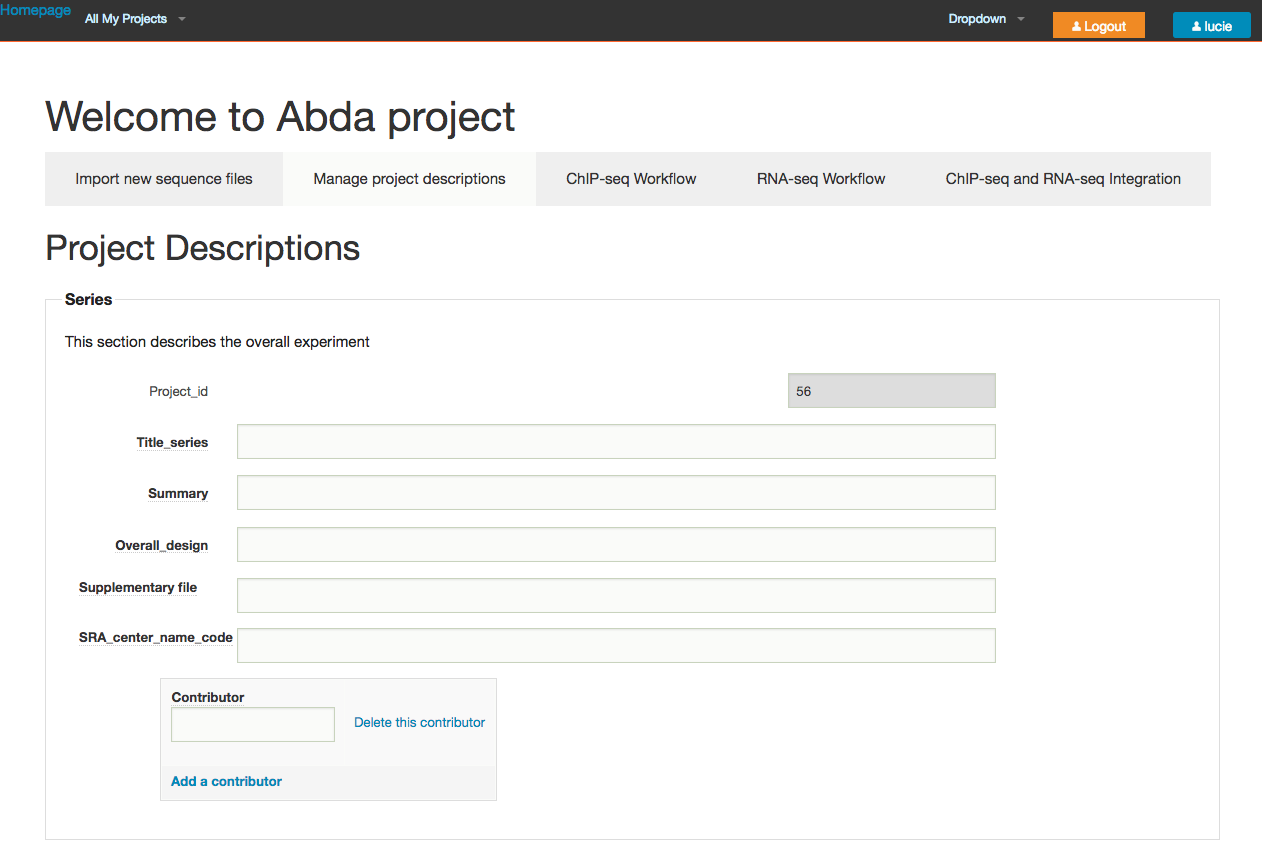 Homepage All My Projects Dropdown Logout lucie
Welcome to Abda project
Import new sequence files Manage project descriptions ChIP-seq Workflow RNA-seq Workflow ChIP-seq and RNA-seq Integration
Project Descriptions
Series
This section describes the overall experiment
Project_id 56
Title_series
Summary
Overall_design
Supplementary file
SRA_center_name_code
Contributor
Delete this contributor
Add a contributor